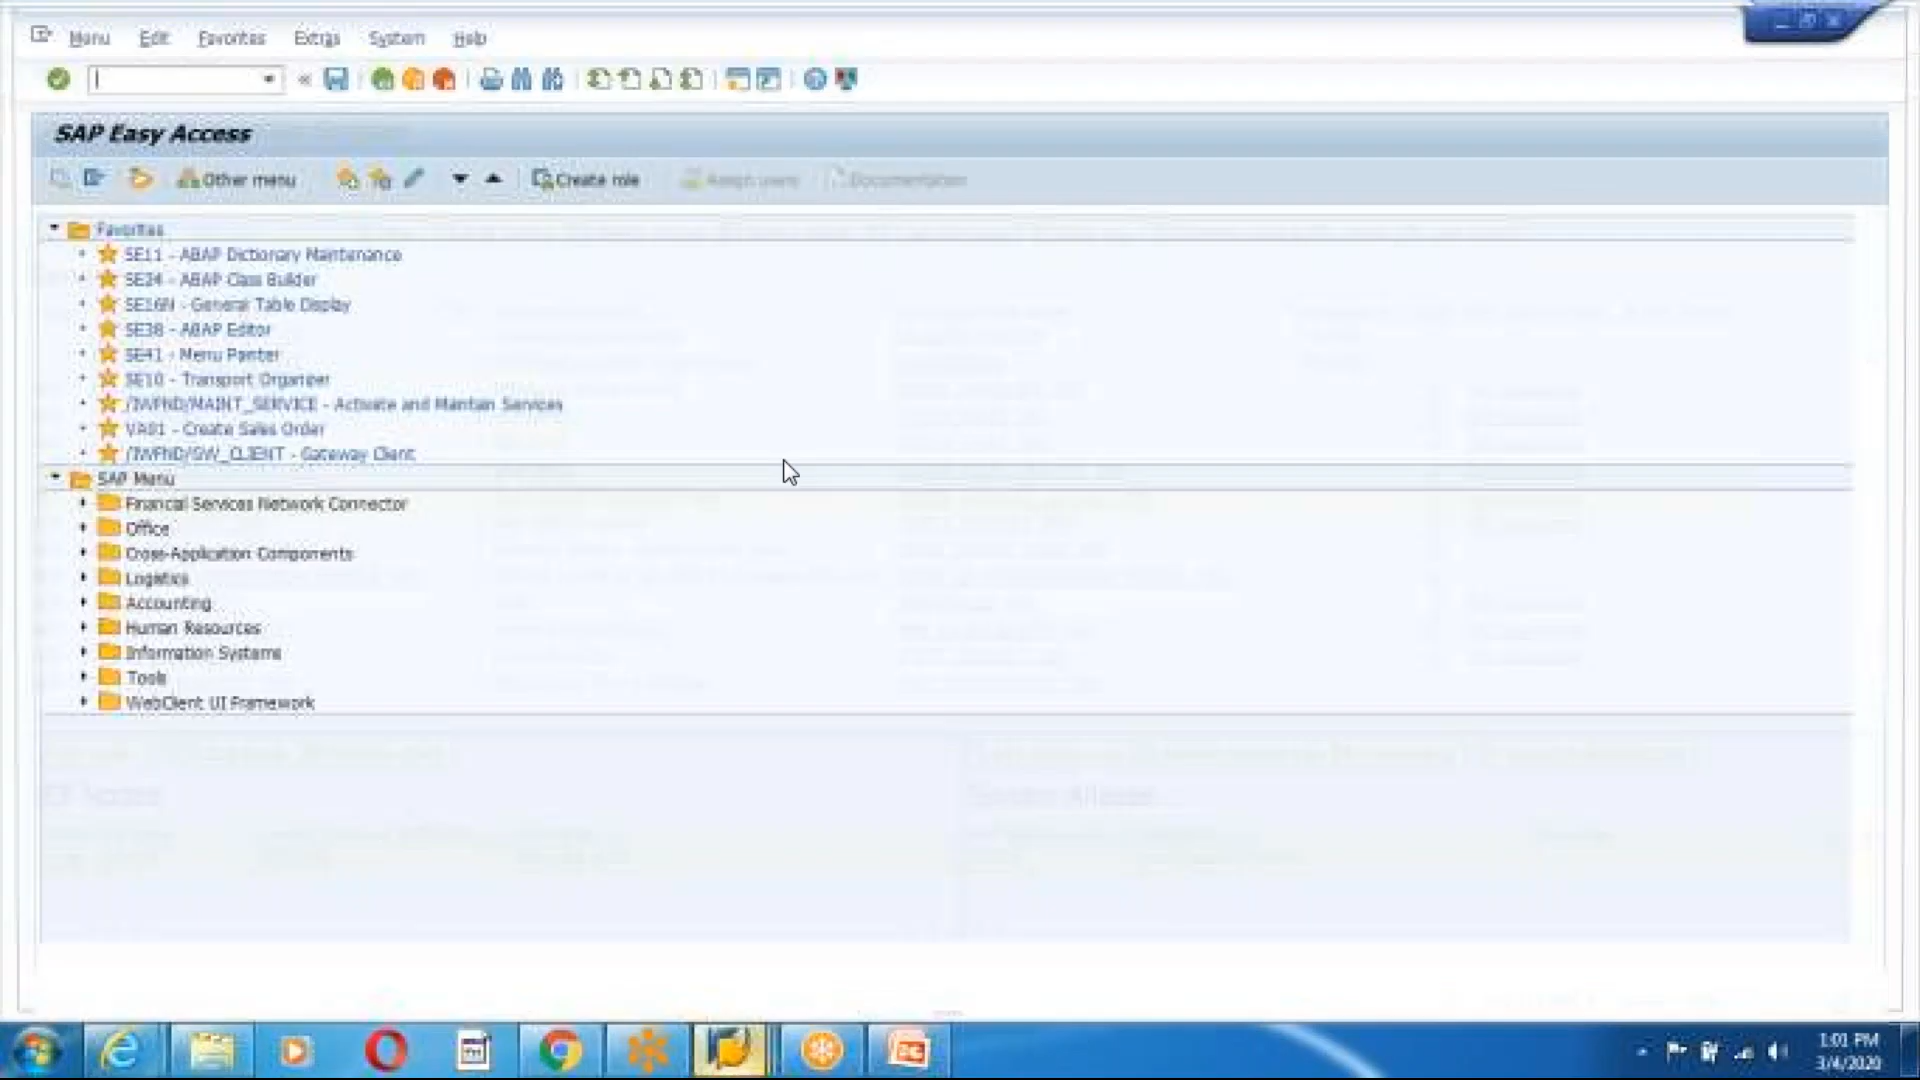 Menu Edit Favorites Extras System Help
SAP Easy Access
Other menu Create role Assign users Documentation
Favorites
SE11 - ABAP Dictionary Maintenance
SE24 - ABAP Class Builder
SE16N - General Table Display
SE38 - ABAP Editor
SE41 - Menu Painter
SE10 - Transport Organizer
/IWFND/MAINT_SERVICE - Activate and Maintain Services
VA01 - Create Sales Order
/IWFND/GW_CLIENT - Gateway Client
SAP Menu
Financial Services Network Connector
Office
Cross-Application Components
Logistics
Accounting
Human Resources
Information Systems
Tools
WebClient UI Framework
1:01 PM
3/4/2020